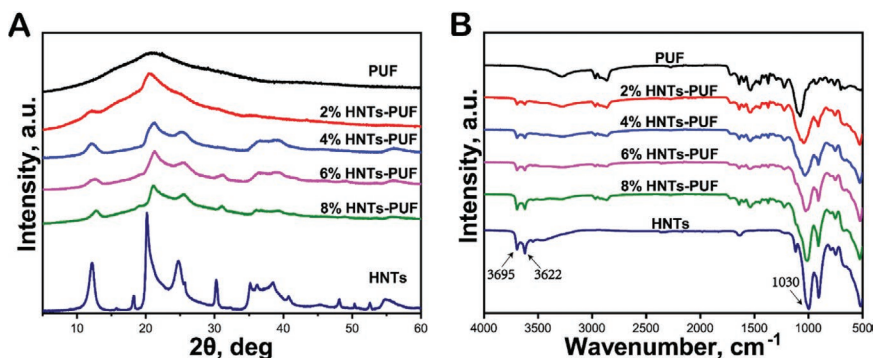 A
PUF
2% HNTs-PUF
4% HNTs-PUF
6% HNTs-PUF
8% HNTs-PUF
HNTs
Intensity, a.u.
10 20 30 40 50 60
2θ, deg
B
PUF
2% HNTs-PUF
4% HNTs-PUF
6% HNTs-PUF
8% HNTs-PUF
HNTs
3695 3622
1030
Intensity, a.u.
4000 3500 3000 2500 2000 1500 1000 500
Wavenumber, cm⁻¹